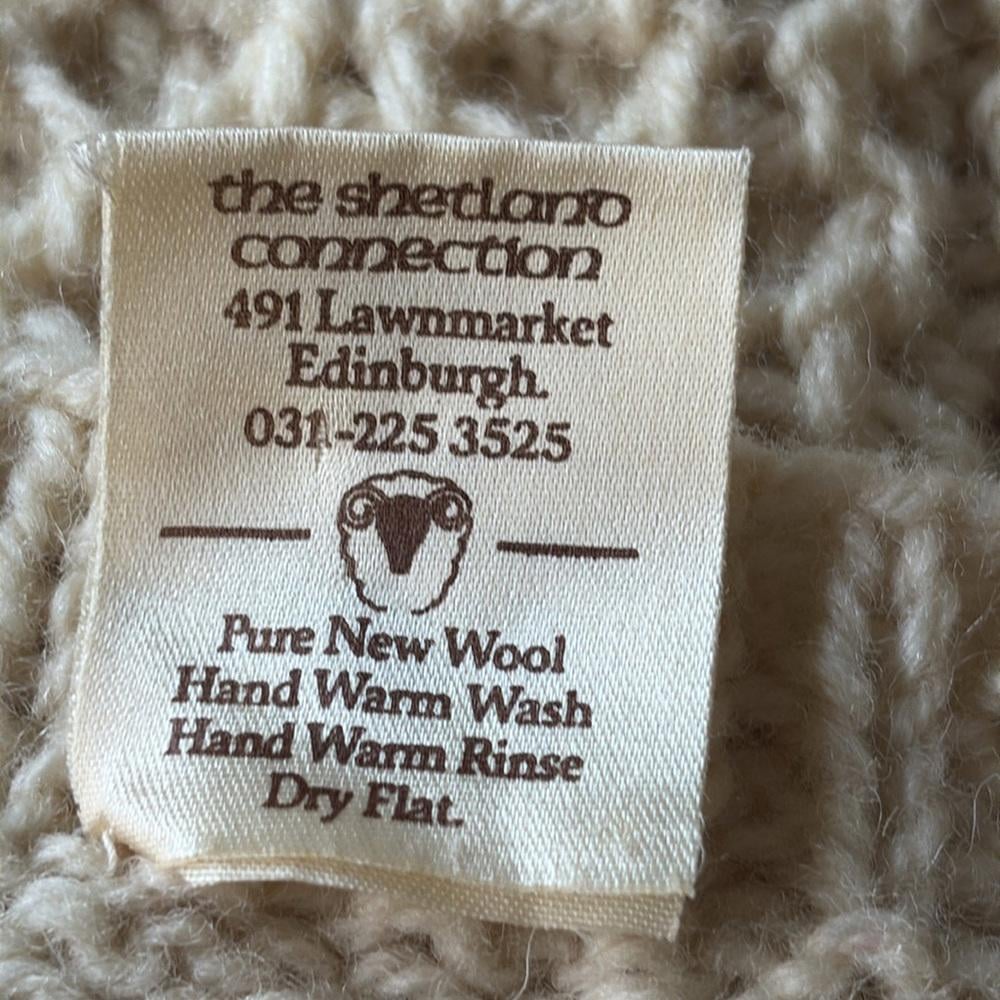 the shetland
connection
491 Lawnmarket
Edinburgh.
031-225 3525
Pure New Wool
Hand Warm Wash
Hand Warm Rinse
Dry Flat.